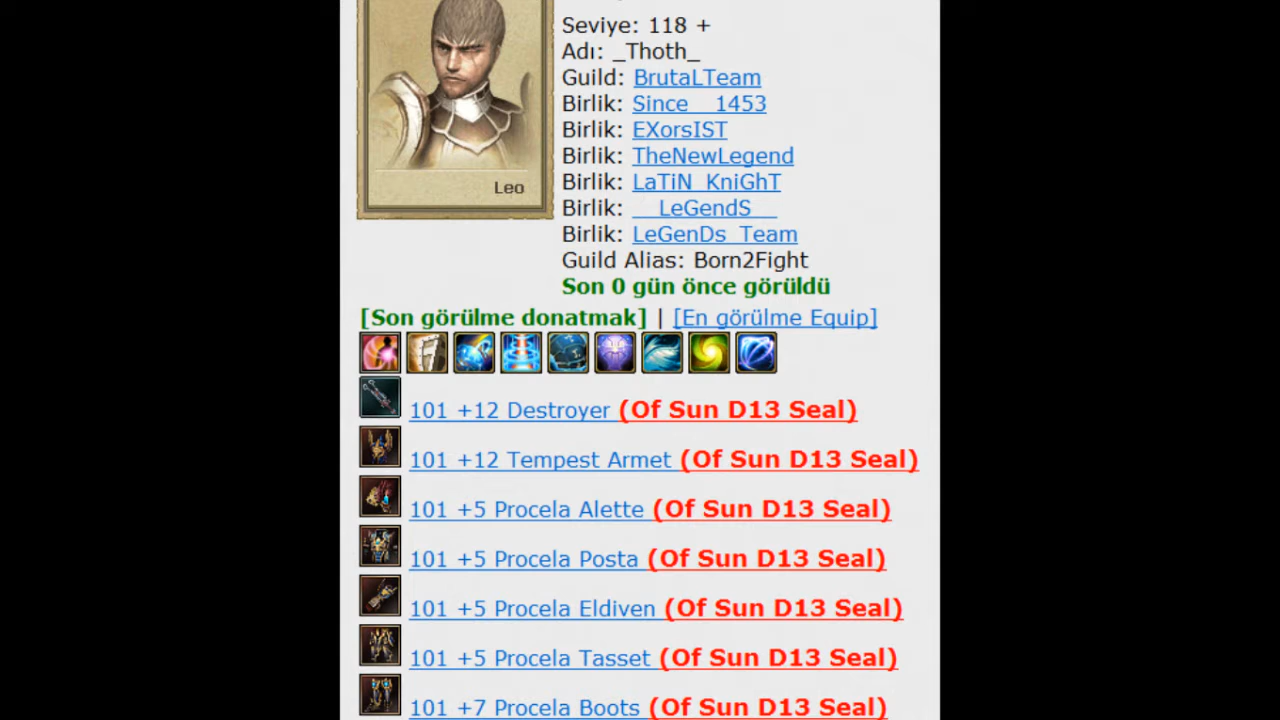 Seviye: 118 +
Adı: _Thoth_
Guild: BrutaLTeam
Birlik: Since__1453
Birlik: EXorsIST
Birlik: TheNewLegend
Birlik: LaTiN_KniGhT
Birlik: __LeGendS__
Birlik: LeGenDs_Team
Guild Alias: Born2Fight
Son 0 gün önce görüldü
Leo
[Son görülme donatmak] | [En görülme Equip]
101 +12 Destroyer (Of Sun D13 Seal)
101 +12 Tempest Armet (Of Sun D13 Seal)
101 +5 Procela Alette (Of Sun D13 Seal)
101 +5 Procela Posta (Of Sun D13 Seal)
101 +5 Procela Eldiven (Of Sun D13 Seal)
101 +5 Procela Tasset (Of Sun D13 Seal)
101 +7 Procela Boots (Of Sun D13 Seal)